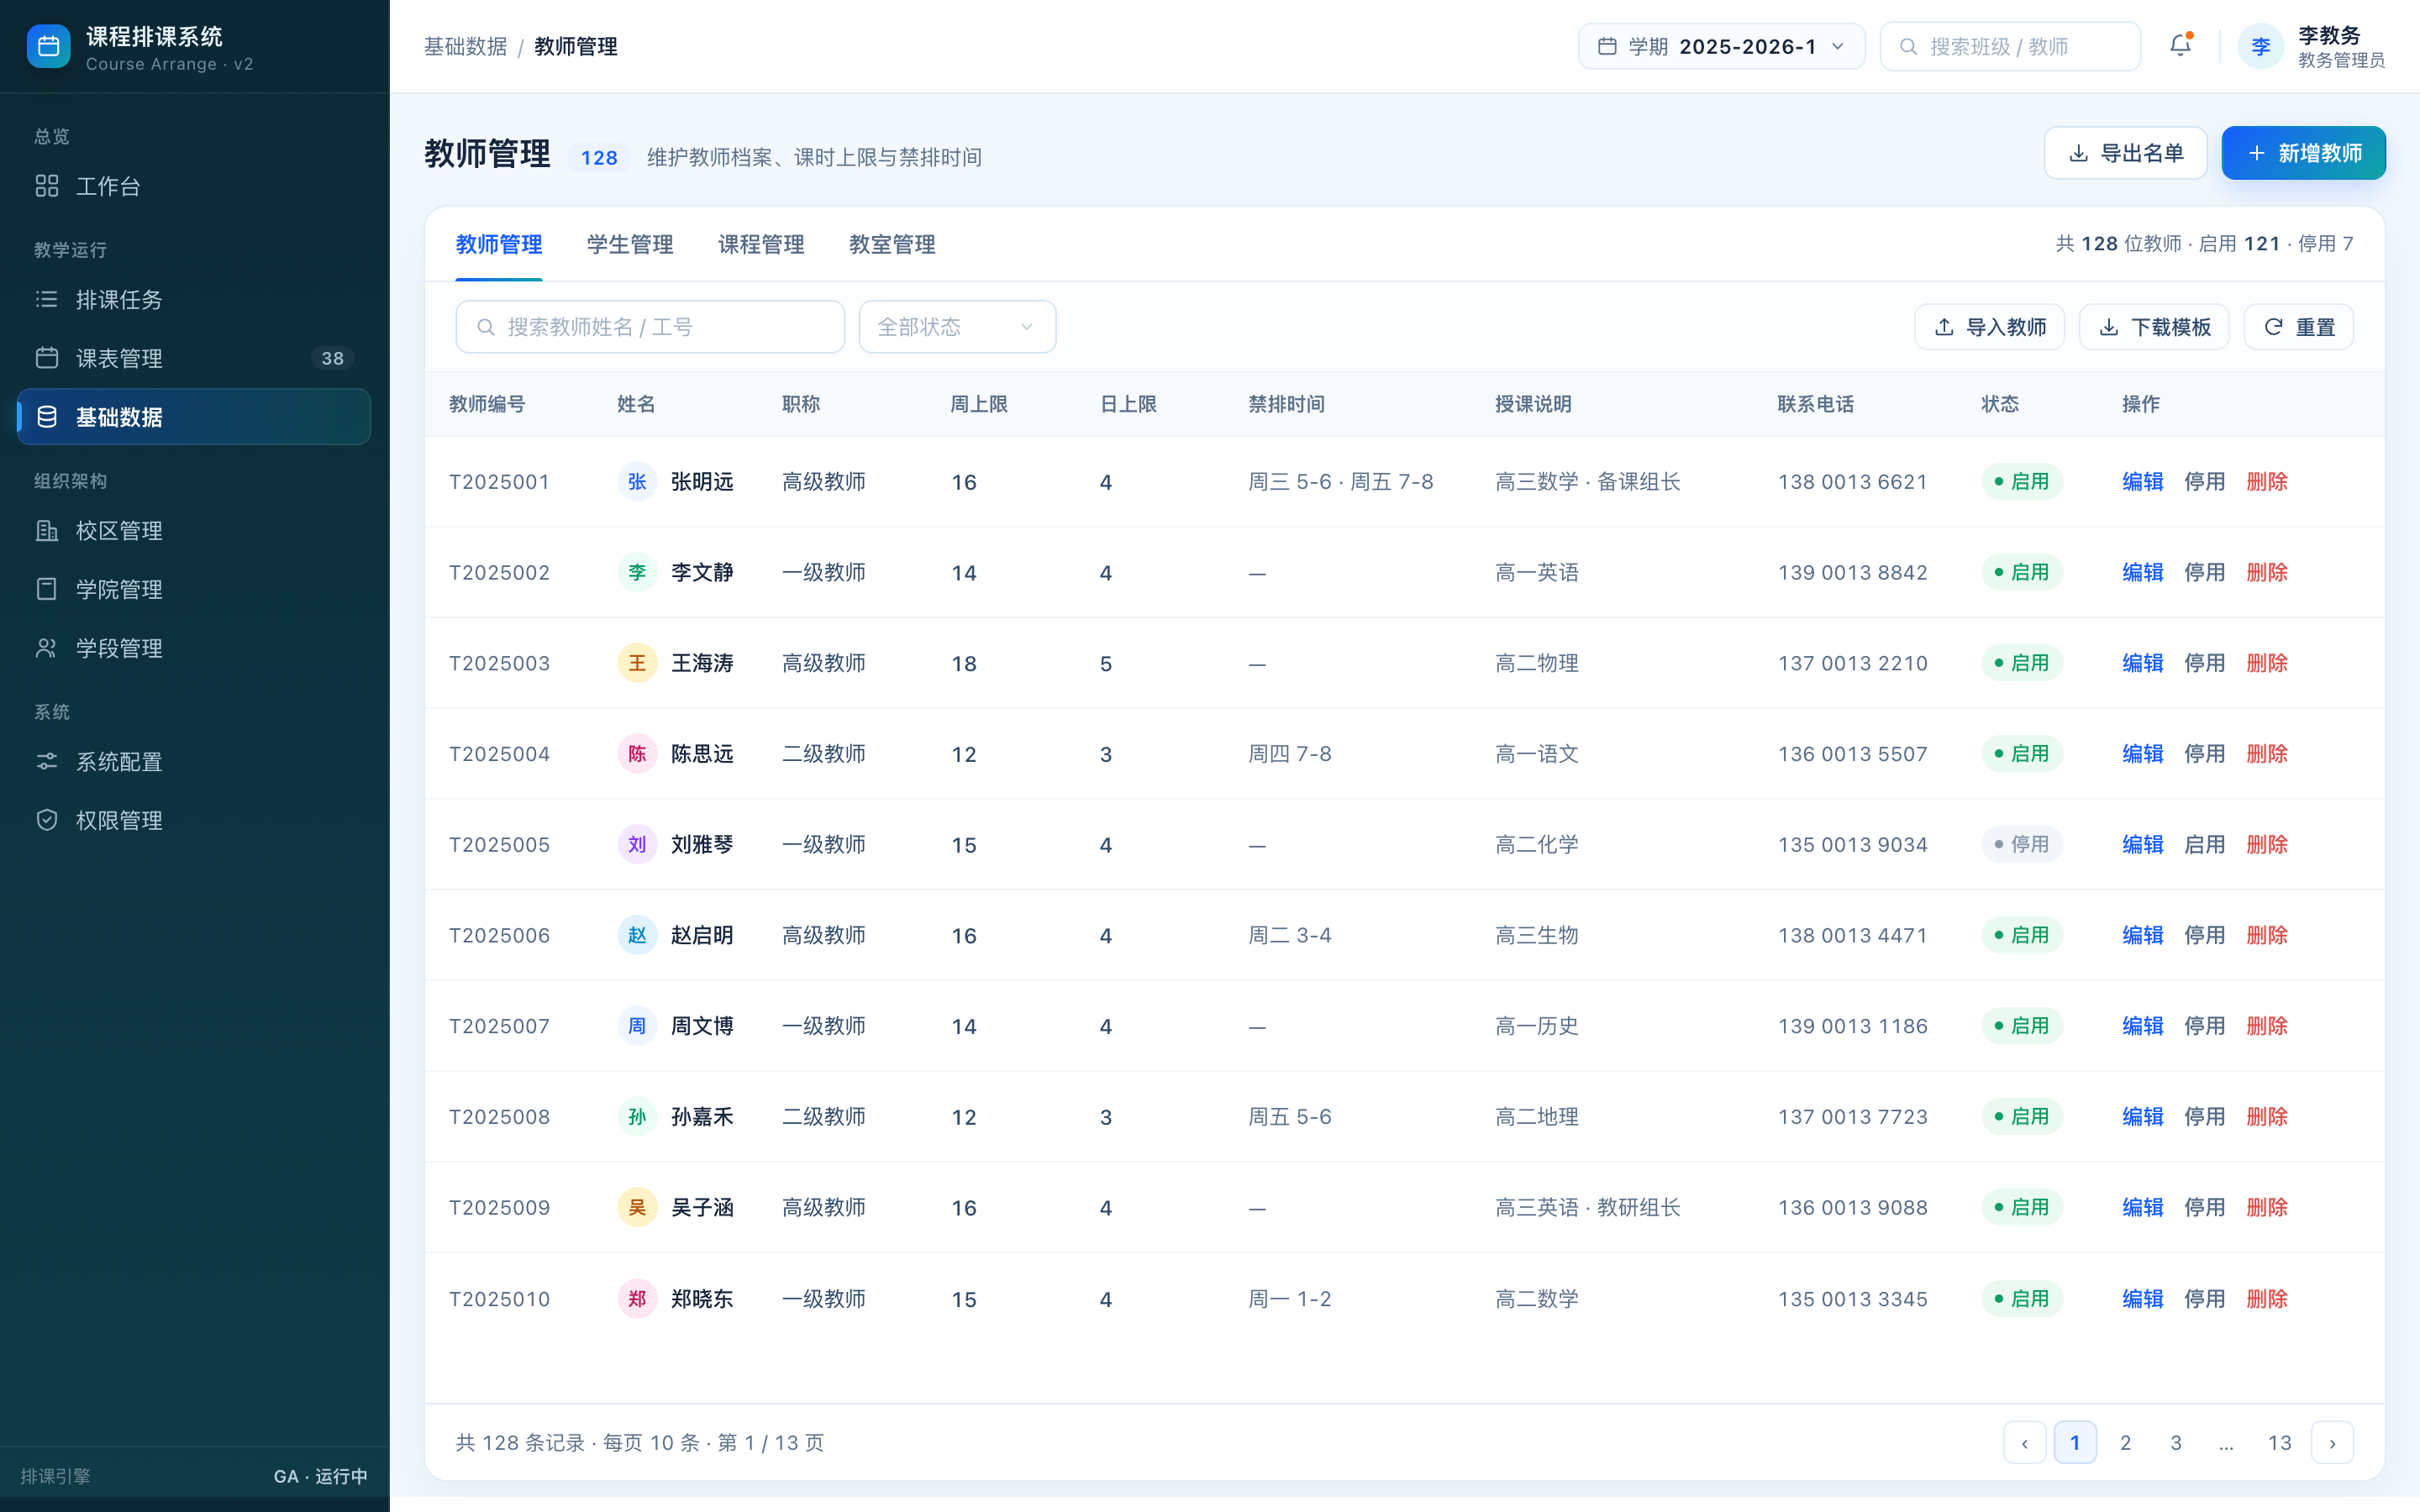 课程排课系统
Course Arrange · v2
总览
工作台
教学运行
排课任务
课表管理 38
基础数据
组织架构
校区管理
学院管理
学段管理
系统
系统配置
权限管理
排课引擎 GA · 运行中
基础数据 / 教师管理 学期 2025-2026-1 搜索班级 / 教师 李 李教务
教务管理员
教师管理 128 维护教师档案、课时上限与禁排时间 导出名单 新增教师
教师管理 学生管理 课程管理 教室管理 共 128 位教师 · 启用 121 · 停用 7
搜索教师姓名 / 工号 全部状态 导入教师 下载模板 重置
教师编号 姓名 职称 周上限 日上限 禁排时间 授课说明 联系电话 状态 操作
T2025001 张 张明远 高级教师 16 4 周三 5-6 · 周五 7-8 高三数学 · 备课组长 138 0013 6621 启用 编辑 停用 删除
T2025002 李 李文静 一级教师 14 4 — 高一英语 139 0013 8842 启用 编辑 停用 删除
T2025003 王 王海涛 高级教师 18 5 — 高二物理 137 0013 2210 启用 编辑 停用 删除
T2025004 陈 陈思远 二级教师 12 3 周四 7-8 高一语文 136 0013 5507 启用 编辑 停用 删除
T2025005 刘 刘雅琴 一级教师 15 4 — 高二化学 135 0013 9034 停用 编辑 启用 删除
T2025006 赵 赵启明 高级教师 16 4 周二 3-4 高三生物 138 0013 4471 启用 编辑 停用 删除
T2025007 周 周文博 一级教师 14 4 — 高一历史 139 0013 1186 启用 编辑 停用 删除
T2025008 孙 孙嘉禾 二级教师 12 3 周五 5-6 高二地理 137 0013 7723 启用 编辑 停用 删除
T2025009 吴 吴子涵 高级教师 16 4 — 高三英语 · 教研组长 136 0013 9088 启用 编辑 停用 删除
T2025010 郑 郑晓东 一级教师 15 4 周一 1-2 高二数学 135 0013 3345 启用 编辑 停用 删除
共 128 条记录 · 每页 10 条 · 第 1 / 13 页 ‹ 1 2 3 … 13 ›